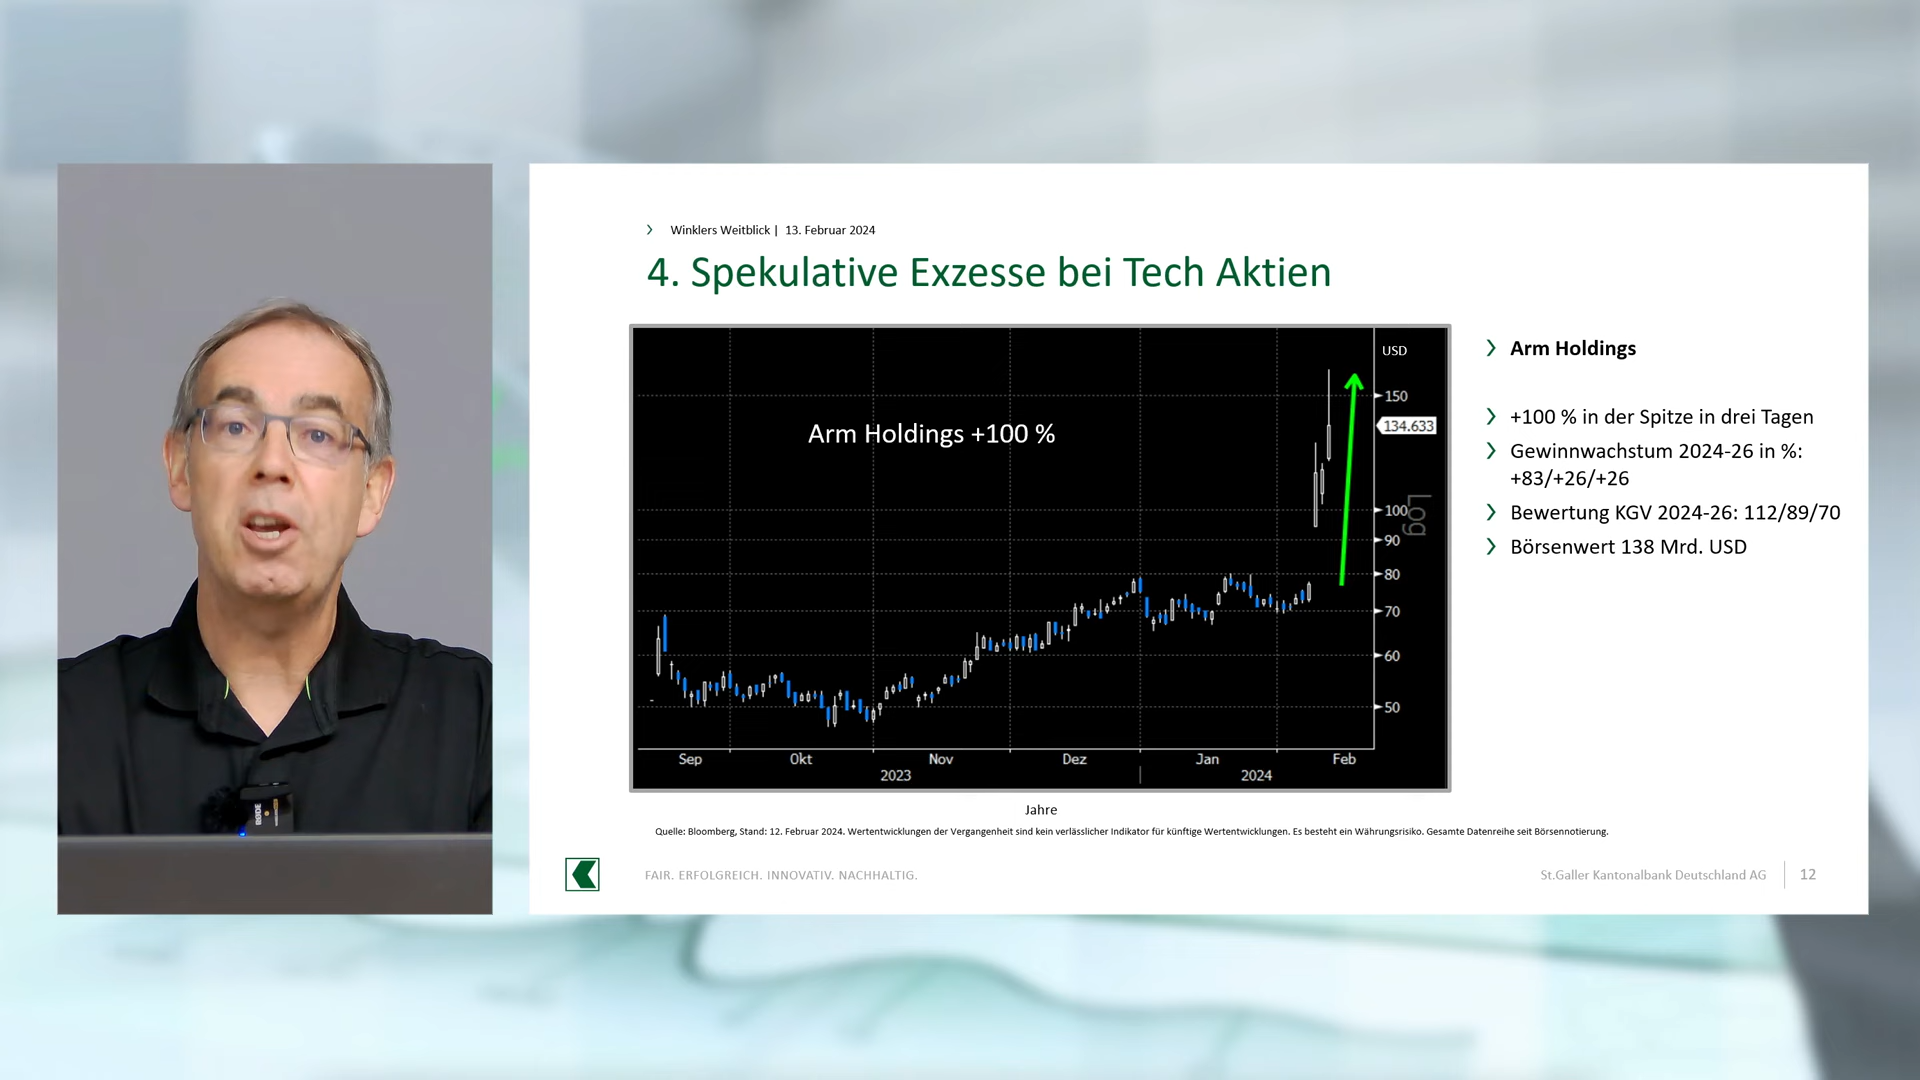 Winklers Weitblick | 13. Februar 2024
4. Spekulative Exzesse bei Tech Aktien
USD
Arm Holdings +100 %
150
134.633
100
Log
90
80
70
60
50
Sep Okt Nov Dez Jan Feb
2023 2024
Jahre
Arm Holdings
+100 % in der Spitze in drei Tagen
Gewinnwachstum 2024-26 in %:
+83/+26/+26
Bewertung KGV 2024-26: 112/89/70
Börsenwert 138 Mrd. USD
Quelle: Bloomberg, Stand: 12. Februar 2024. Wertentwicklungen der Vergangenheit sind kein verlässlicher Indikator für künftige Wertentwicklungen. Es besteht ein Währungsrisiko. Gesamte Datenreihe seit Börsennotierung.
FAIR. ERFOLGREICH. INNOVATIV. NACHHALTIG.
St.Galler Kantonalbank Deutschland AG 12
RODE